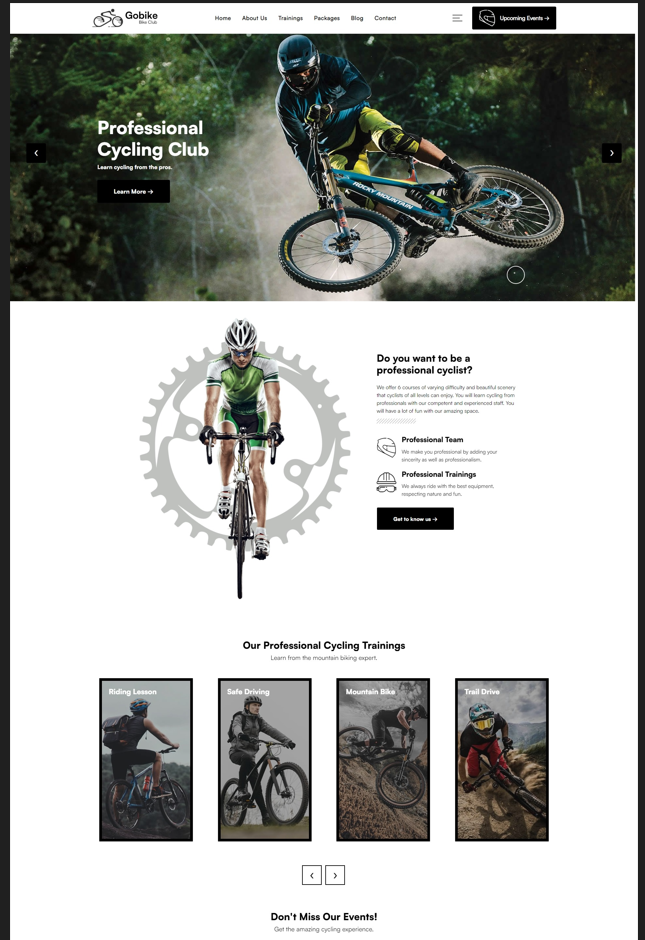 Gobike
Bike Club
Home About Us Trainings Packages Blog Contact
Upcoming Events →
Professional
Cycling Club
Learn cycling from the pros.
Learn More →
ROCKY MOUNTAIN
FOX
Do you want to be a
professional cyclist?
We offer 6 courses of varying difficulty and beautiful scenery
that cyclists of all levels can enjoy. You will learn cycling from
professionals with our competent and experienced staff. You
will have a lot of fun with our amazing space.
Professional Team
We make you professional by adding your
sincerity as well as professionalism.
Professional Trainings
We always ride with the best equipment,
respecting nature and fun.
Get to know us →
Our Professional Cycling Trainings
Learn from the mountain biking expert.
Riding Lesson
Safe Driving
Mountain Bike
Trail Drive
Don't Miss Our Events!
Get the amazing cycling experience.